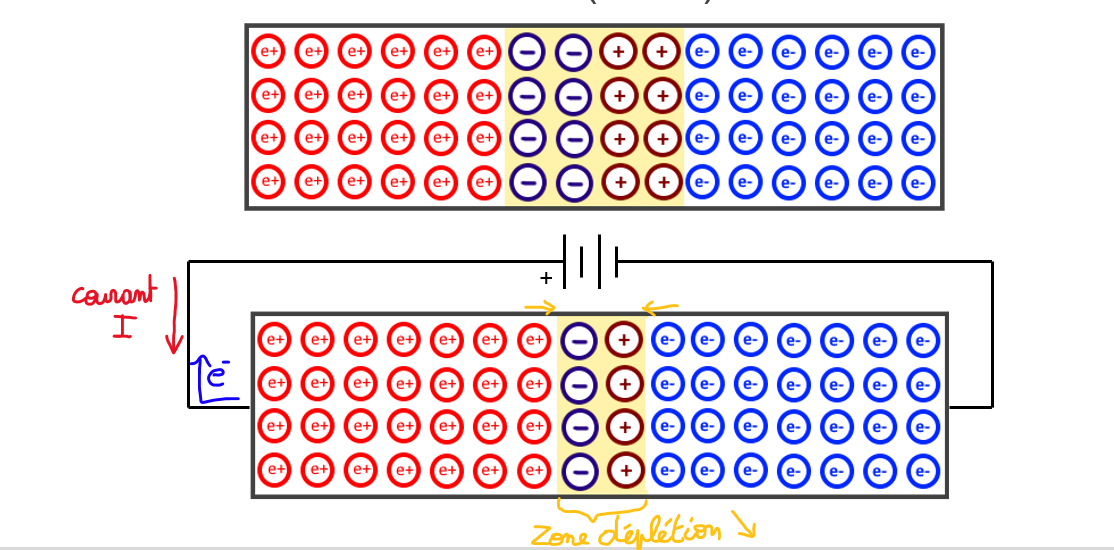 e+ e+ e+ e+ e+ e+ − − + + e- e- e- e- e- e-
e+ e+ e+ e+ e+ e+ − − + + e- e- e- e- e- e-
e+ e+ e+ e+ e+ e+ − − + + e- e- e- e- e- e-
e+ e+ e+ e+ e+ e+ − − + + e- e- e- e- e- e-
+
courant
I
e-
e+ e+ e+ e+ e+ e+ e+ − + e- e- e- e- e- e- e-
e+ e+ e+ e+ e+ e+ e+ − + e- e- e- e- e- e- e-
e+ e+ e+ e+ e+ e+ e+ − + e- e- e- e- e- e- e-
e+ e+ e+ e+ e+ e+ e+ − + e- e- e- e- e- e- e-
Zone déplétion ↘